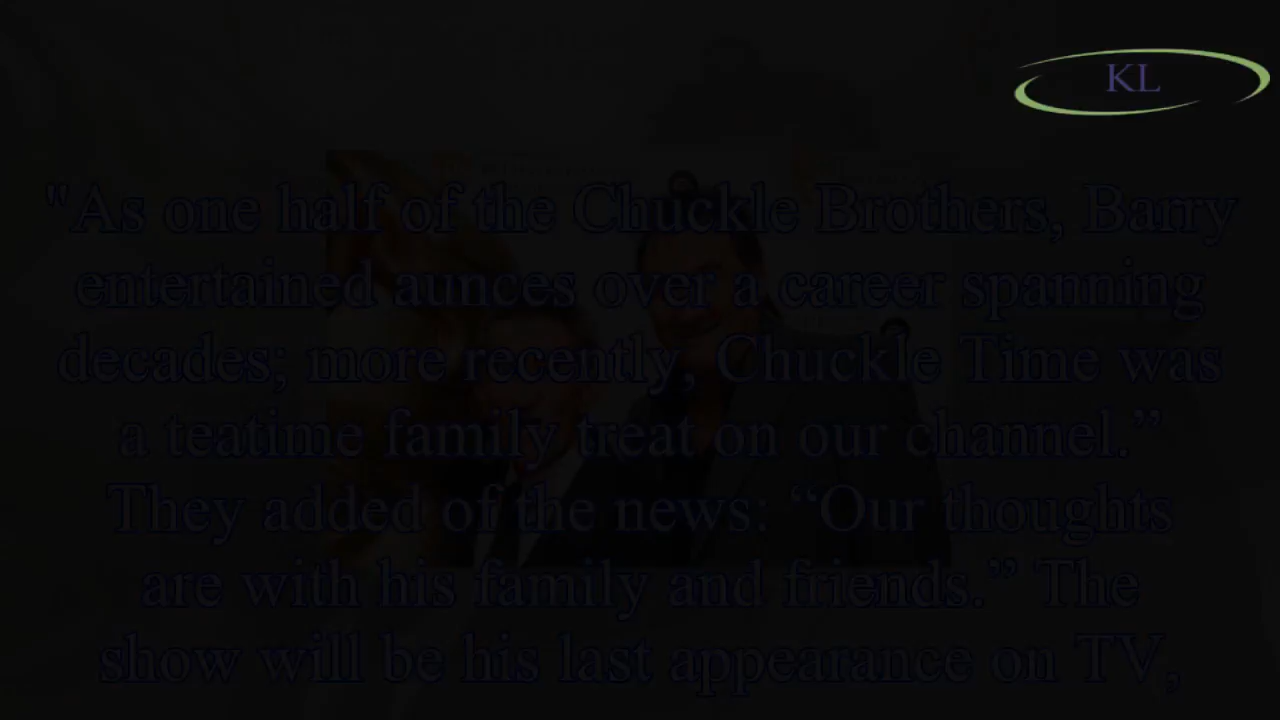 KL
"As one half of the Chuckle Brothers, Barry
entertained aunces over a career spanning
decades; more recently, Chuckle Time was
a teatime family treat on our channel.”
They added of the news: “Our thoughts
are with his family and friends.” The
show will be his last appearance on TV,